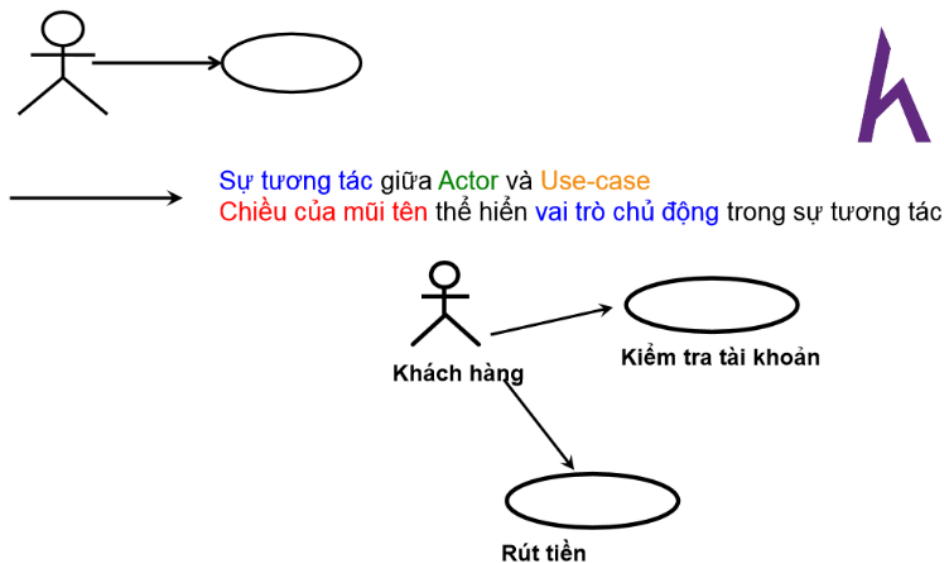 Sự tương tác giữa Actor và Use-case
Chiều của mũi tên thể hiển vai trò chủ động trong sự tương tác
Khách hàng
Kiểm tra tài khoản
Rút tiền